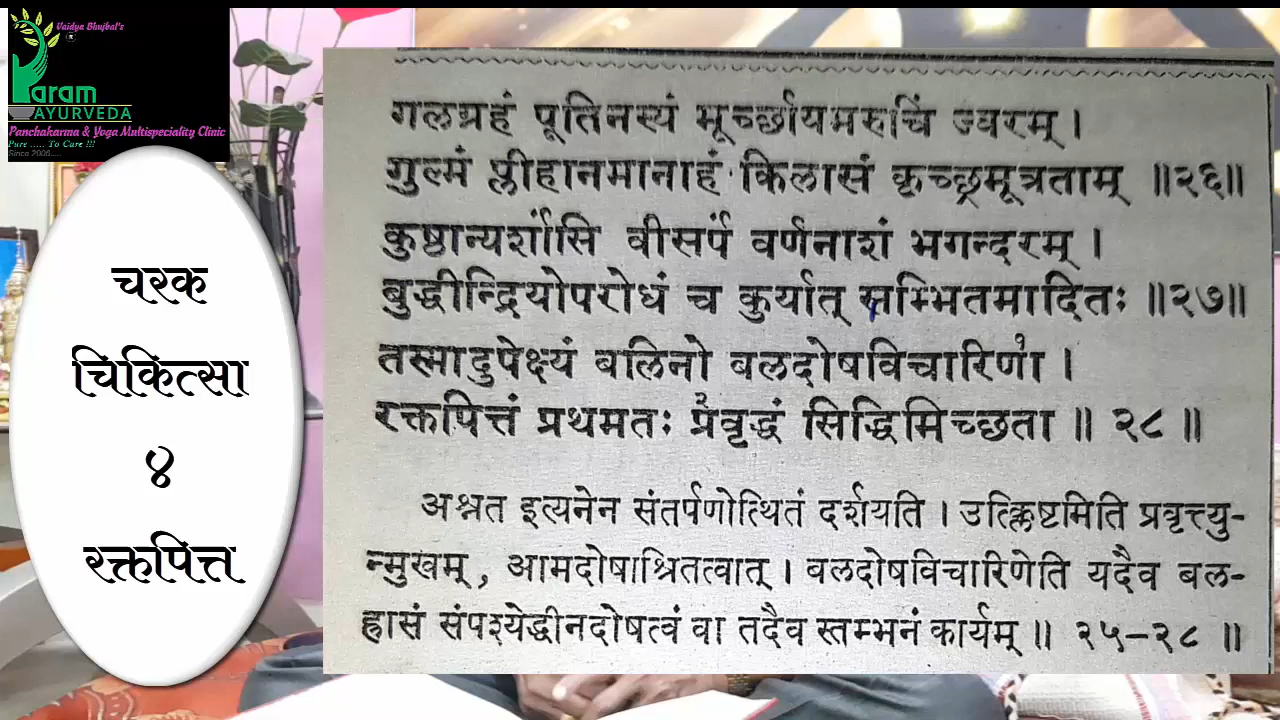 Vaidya Bhujbal's
Param
AYURVEDA
Panchakarma & Yoga Multispeciality Clinic
Pure ..... To Cure !!!
Since 2006.....
चरक
चिकित्सा
४
रक्तपित्त
गलग्रहं पूतिनस्यं मूर्च्छायमरुचिं ज्वरम् ।
गुल्मं प्लीहानमानाहं किलासं कृच्छ्रमूत्रताम् ॥२६॥
कुष्ठान्यर्शांसि वीसर्पं वर्णनाशं भगन्दरम् ।
बुद्धीन्द्रियोपरोधं च कुर्यात् स्तम्भितमादितः ॥२७॥
तस्मादुपेक्ष्यं बलिनो बलदोषविचारिणा ।
रक्तपित्तं प्रथमतः प्रवृद्धं सिद्धिमिच्छता ॥ २८ ॥
अश्नत इत्यनेन संतर्पणोत्थितं दर्शयति । उत्क्लिष्टमिति प्रवृत्त्यु-
न्मुखम्, आमदोषाश्रितत्वात् । बलदोषविचारिणेति यदैव बल-
ह्रासं संपश्येद्धीनदोषत्वं वा तदैव स्तम्भनं कार्यम् ॥ २५–२८ ॥